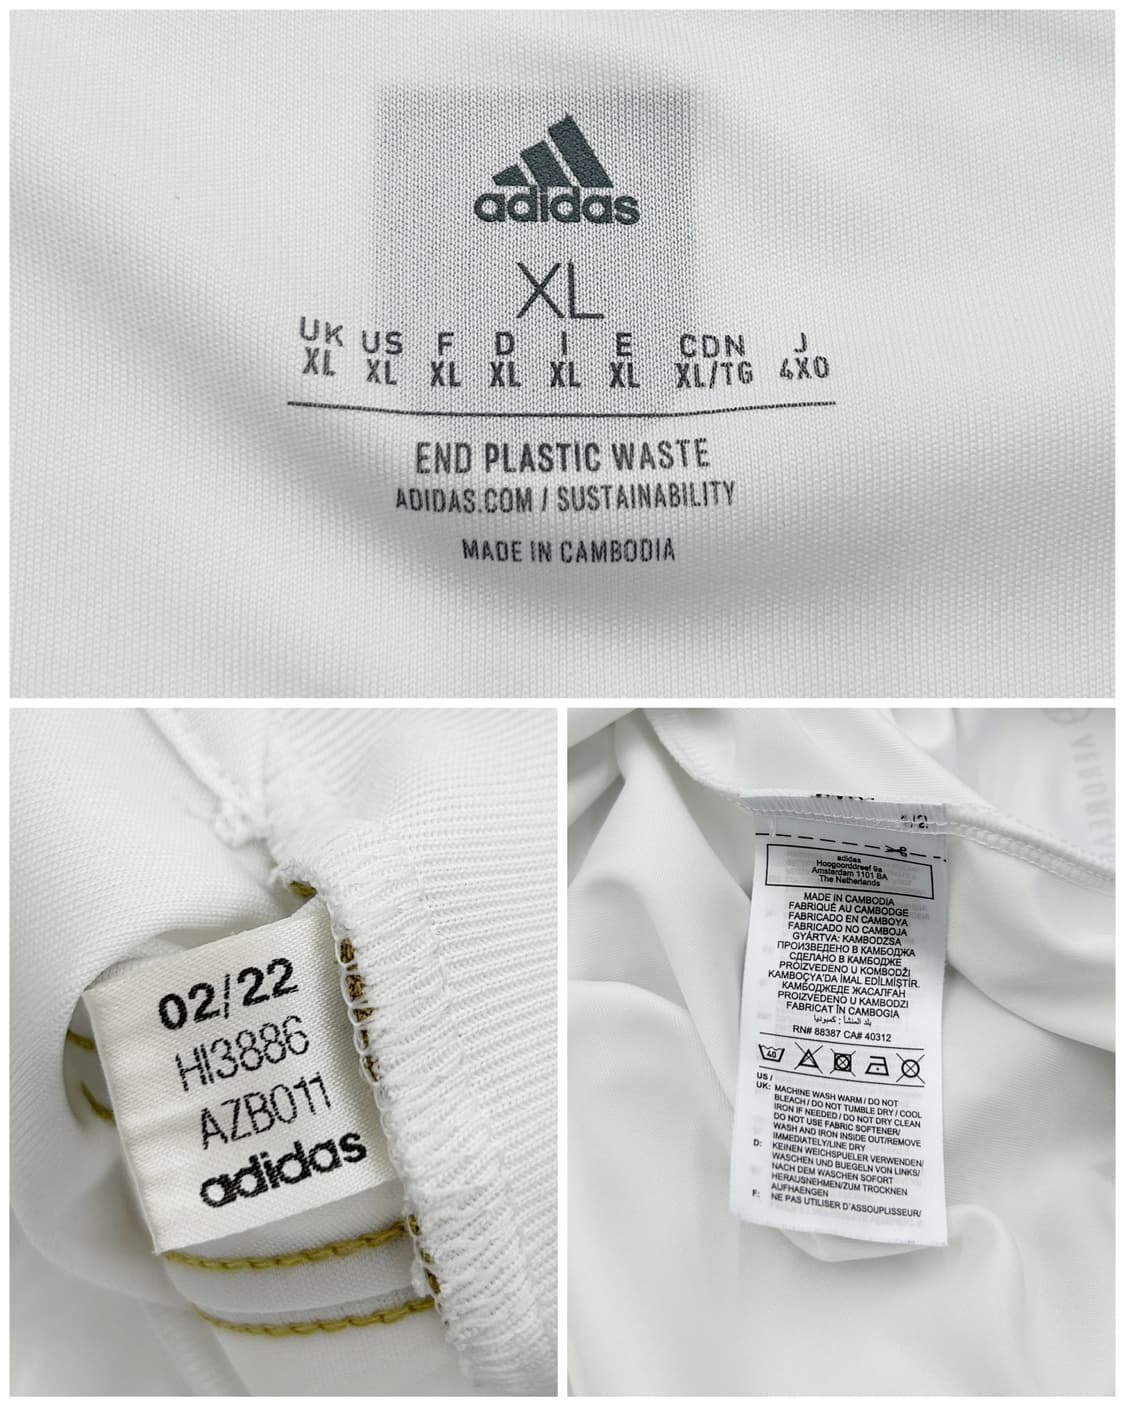 adidas
XL
UK US F D I E CDN J
XL XL XL XL XL XL XL/TG 4XO
END PLASTIC WASTE
ADIDAS.COM / SUSTAINABILITY
MADE IN CAMBODIA
02/22
HI3886
AZB011
adidas
adidas
Hoogoorddreef 9a
Amsterdam 1101 BA
The Netherlands
MADE IN CAMBODIA
FABRIQUÉ AU CAMBODGE
FABRICADO EN CAMBOYA
FABRICADO NO CAMBOJA
GYÁRTVA: KAMBODZSA
ПРОИЗВЕДЕНО В КАМБОДЖА
СДЕЛАНО В КАМБОДЖЕ
PROIZVEDENO U KOMBODŽI
KAMBOÇYA'DA İMAL EDİLMİŞTİR.
КАМБОДЖЕДЕ ЖАСАЛҒАН
PROIZVEDENO U KAMBODZI
FABRICAT ÎN CAMBOGIA
بلد المنشأ : كمبوديا
RN# 88387 CA# 40312
40
US /
UK: MACHINE WASH WARM / DO NOT
BLEACH / DO NOT TUMBLE DRY / COOL
IRON IF NEEDED / DO NOT DRY CLEAN
DO NOT USE FABRIC SOFTENER/
WASH AND IRON INSIDE OUT/REMOVE
IMMEDIATELY/LINE DRY
D: KEINEN WEICHSPUELER VERWENDEN/
WASCHEN UND BUEGELN VON LINKS/
NACH DEM WASCHEN SOFORT
HERAUSNEHMEN/ZUM TROCKNEN
AUFHAENGEN
F: NE PAS UTILISER D'ASSOUPLISSEUR/